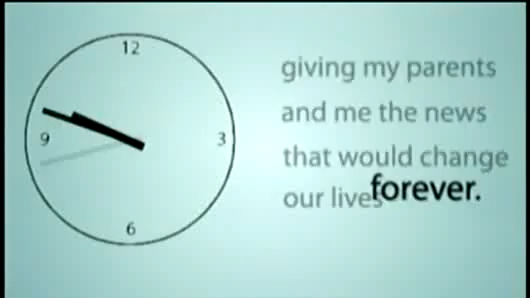 12
9
3
6
giving my parents
and me the news
that would change
our lives forever.